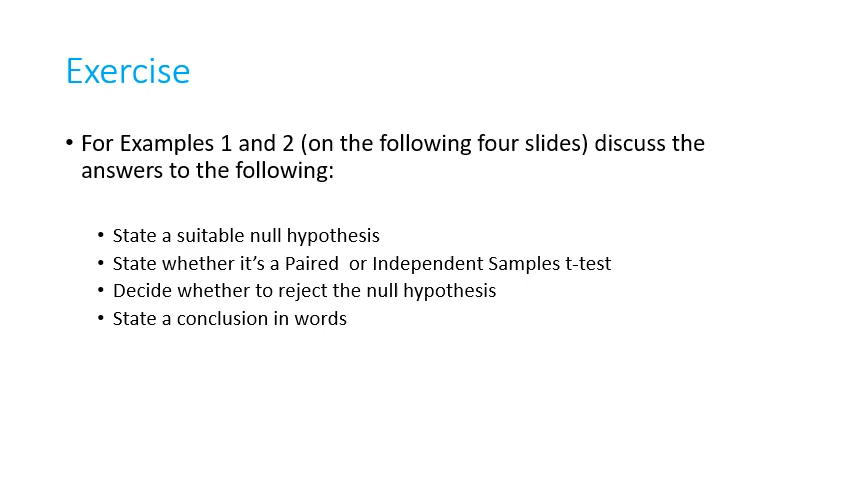 Exercise
• For Examples 1 and 2 (on the following four slides) discuss the
answers to the following:
• State a suitable null hypothesis
• State whether it’s a Paired  or Independent Samples t-test
• Decide whether to reject the null hypothesis
• State a conclusion in words